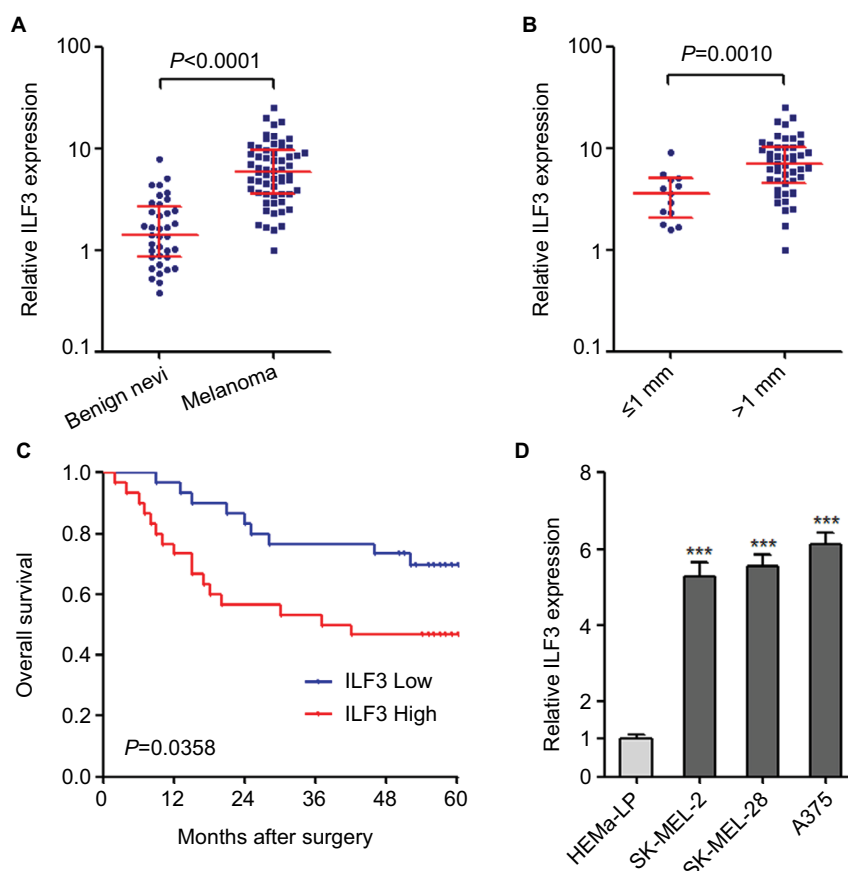 A
Relative ILF3 expression
100
10
1
0.1
P<0.0001
Benign nevi
Melanoma
B
Relative ILF3 expression
100
10
1
0.1
P=0.0010
≤1 mm
>1 mm
C
Overall survival
1.0
0.8
0.6
0.4
0.2
0.0
ILF3 Low
ILF3 High
P=0.0358
0 12 24 36 48 60
Months after surgery
D
Relative ILF3 expression
8
6
4
2
1
0
***
***
***
HEMa-LP
SK-MEL-2
SK-MEL-28
A375